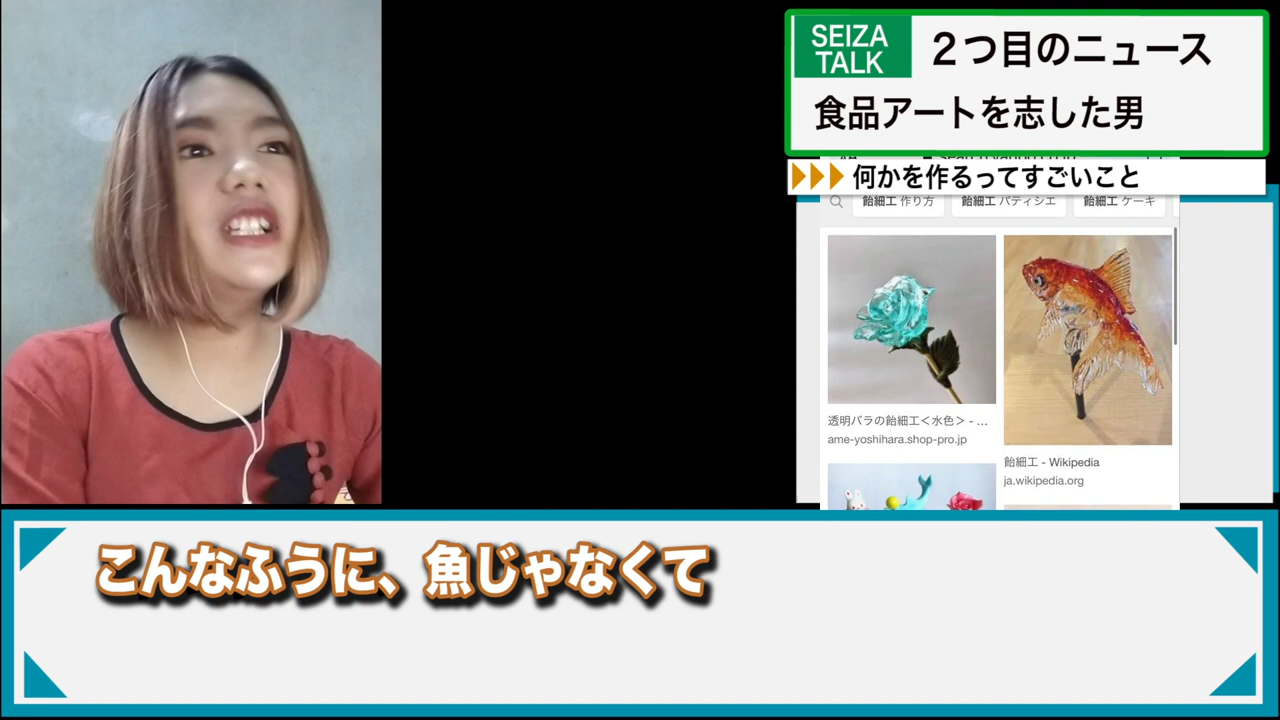 SEIZA
TALK
2つ目のニュース
食品アートを志した男
何かを作るってすごいこと
飴細工 作り方
飴細工 パティシエ
飴細工 ケーキ
透明バラの飴細工＜水色＞ - ...
ame-yoshihara.shop-pro.jp
飴細工 - Wikipedia
ja.wikipedia.org
こんなふうに、魚じゃなくて